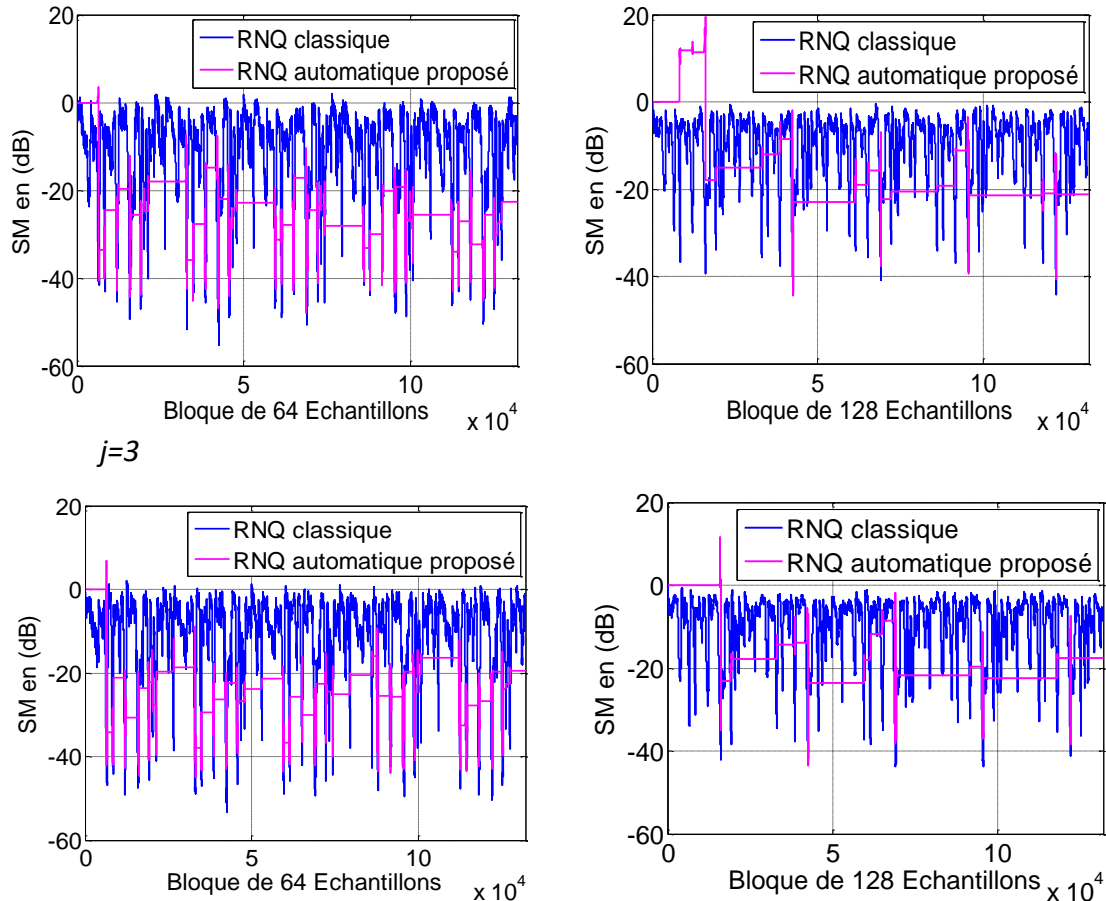 20
0
-20
-40
-60
SM en (dB)
RNQ classique
RNQ automatique proposé
0
5
10
Bloque de 64 Echantillons
x 10^4
20
0
-20
-40
-60
SM en (dB)
RNQ classique
RNQ automatique proposé
0
5
10
Bloque de 128 Echantillons
x 10^4
j=3
20
0
-20
-40
-60
SM en (dB)
RNQ classique
RNQ automatique proposé
0
5
10
Bloque de 64 Echantillons
x 10^4
20
0
-20
-40
-60
SM en (dB)
RNQ classique
RNQ automatique proposé
0
5
10
Bloque de 128 Echantillons
x 10^4